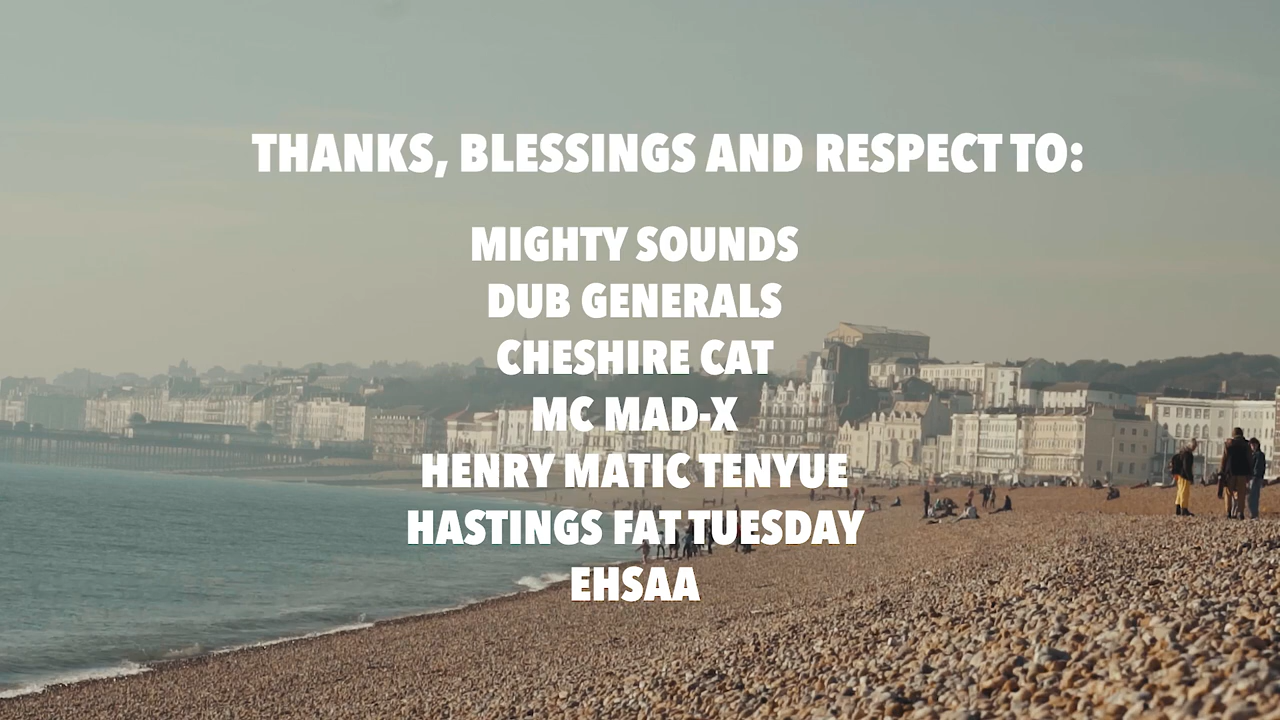 THANKS, BLESSINGS AND RESPECT TO:
MIGHTY SOUNDS
DUB GENERALS
CHESHIRE CAT
MC MAD-X
HENRY MATIC TENYUE
HASTINGS FAT TUESDAY
EHSAA